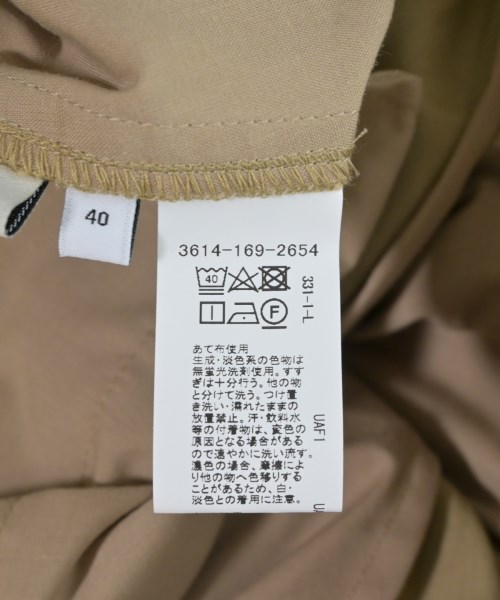 40
3614-169-2654
40
F
331-I-L
あて布使用
生成・淡色系の色物は
無蛍光洗剤使用。すす
ぎは十分行う。他の物
と分けて洗う。つけ置
き洗い・濡れたままの
放置禁止。汗・飲料水
等の付着物は、変色の
原因となる場合がある
ので速やかに洗い流す。
濃色の場合、摩擦によ
り他の物へ色移りする
ことがあるため、白・
淡色との着用に注意。
UAF1
UAF1